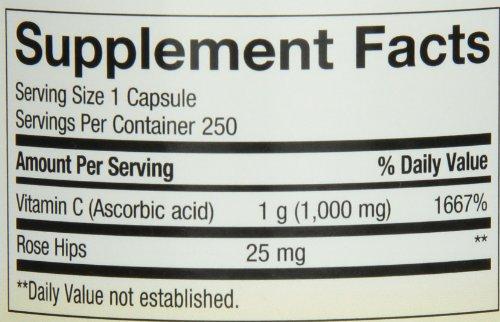 Supplement Facts
Serving Size 1 Capsule
Servings Per Container 250
Amount Per Serving % Daily Value
Vitamin C (Ascorbic acid) 1 g (1,000 mg) 1667%
Rose Hips 25 mg **
**Daily Value not established.